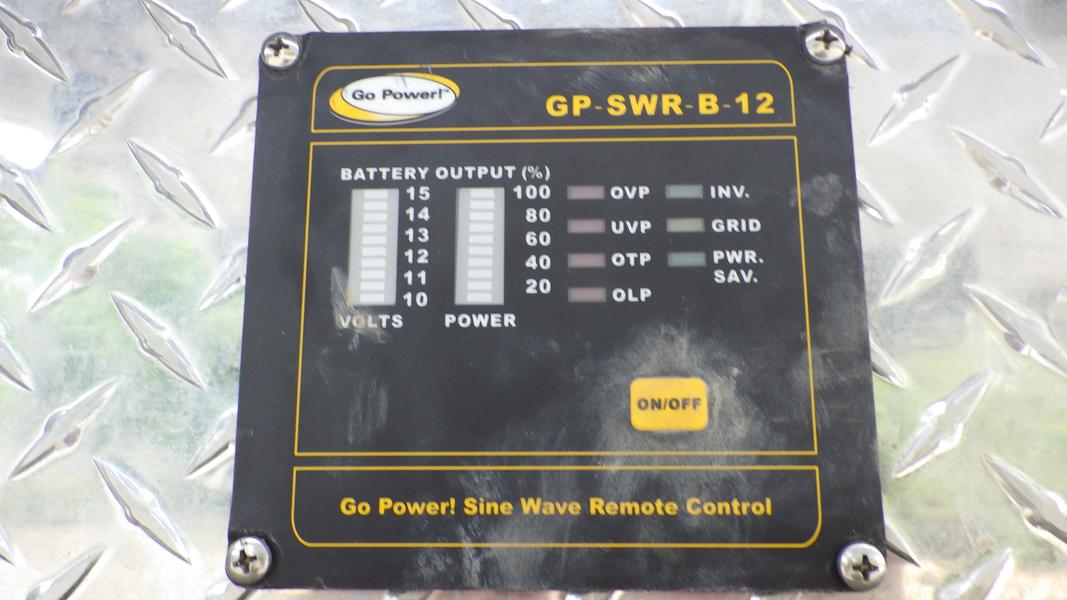 Go Power!™
GP-SWR-B-12
BATTERY OUTPUT (%)
15
14
13
12
11
10
VOLTS
100
80
60
40
20
POWER
OVP
UVP
OTP
OLP
INV.
GRID
PWR.
SAV.
ON/OFF
Go Power! Sine Wave Remote Control